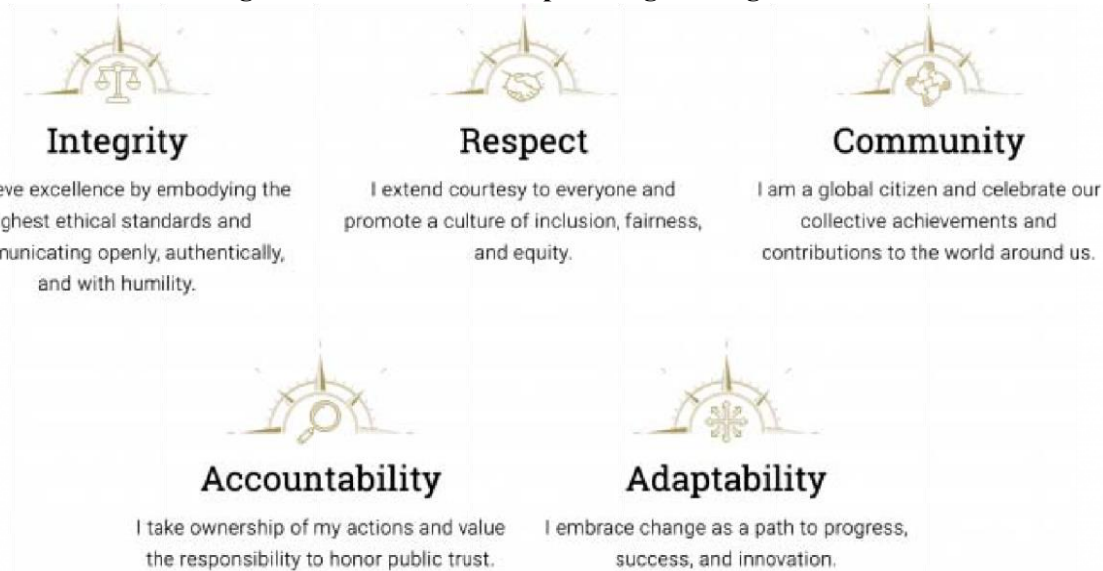 Integrity
eve excellence by embodying the
ghest ethical standards and
unicating openly, authentically,
and with humility.
Respect
I extend courtesy to everyone and
promote a culture of inclusion, fairness,
and equity.
Community
I am a global citizen and celebrate our
collective achievements and
contributions to the world around us.
Accountability
I take ownership of my actions and value
the responsibility to honor public trust.
Adaptability
I embrace change as a path to progress,
success, and innovation.